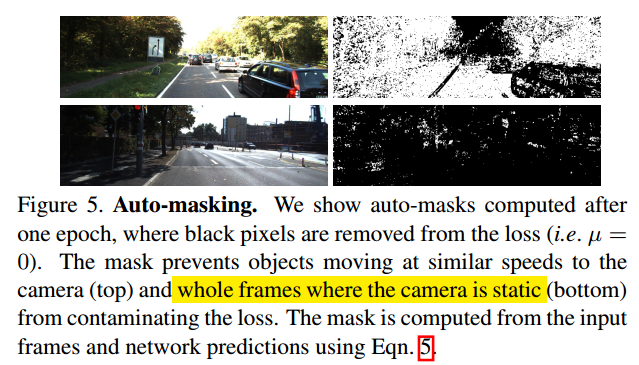 Figure 5. Auto-masking. We show auto-masks computed after
one epoch, where black pixels are removed from the loss (i.e. μ =
0). The mask prevents objects moving at similar speeds to the
camera (top) and whole frames where the camera is static (bottom)
from contaminating the loss. The mask is computed from the input
frames and network predictions using Eqn. 5.